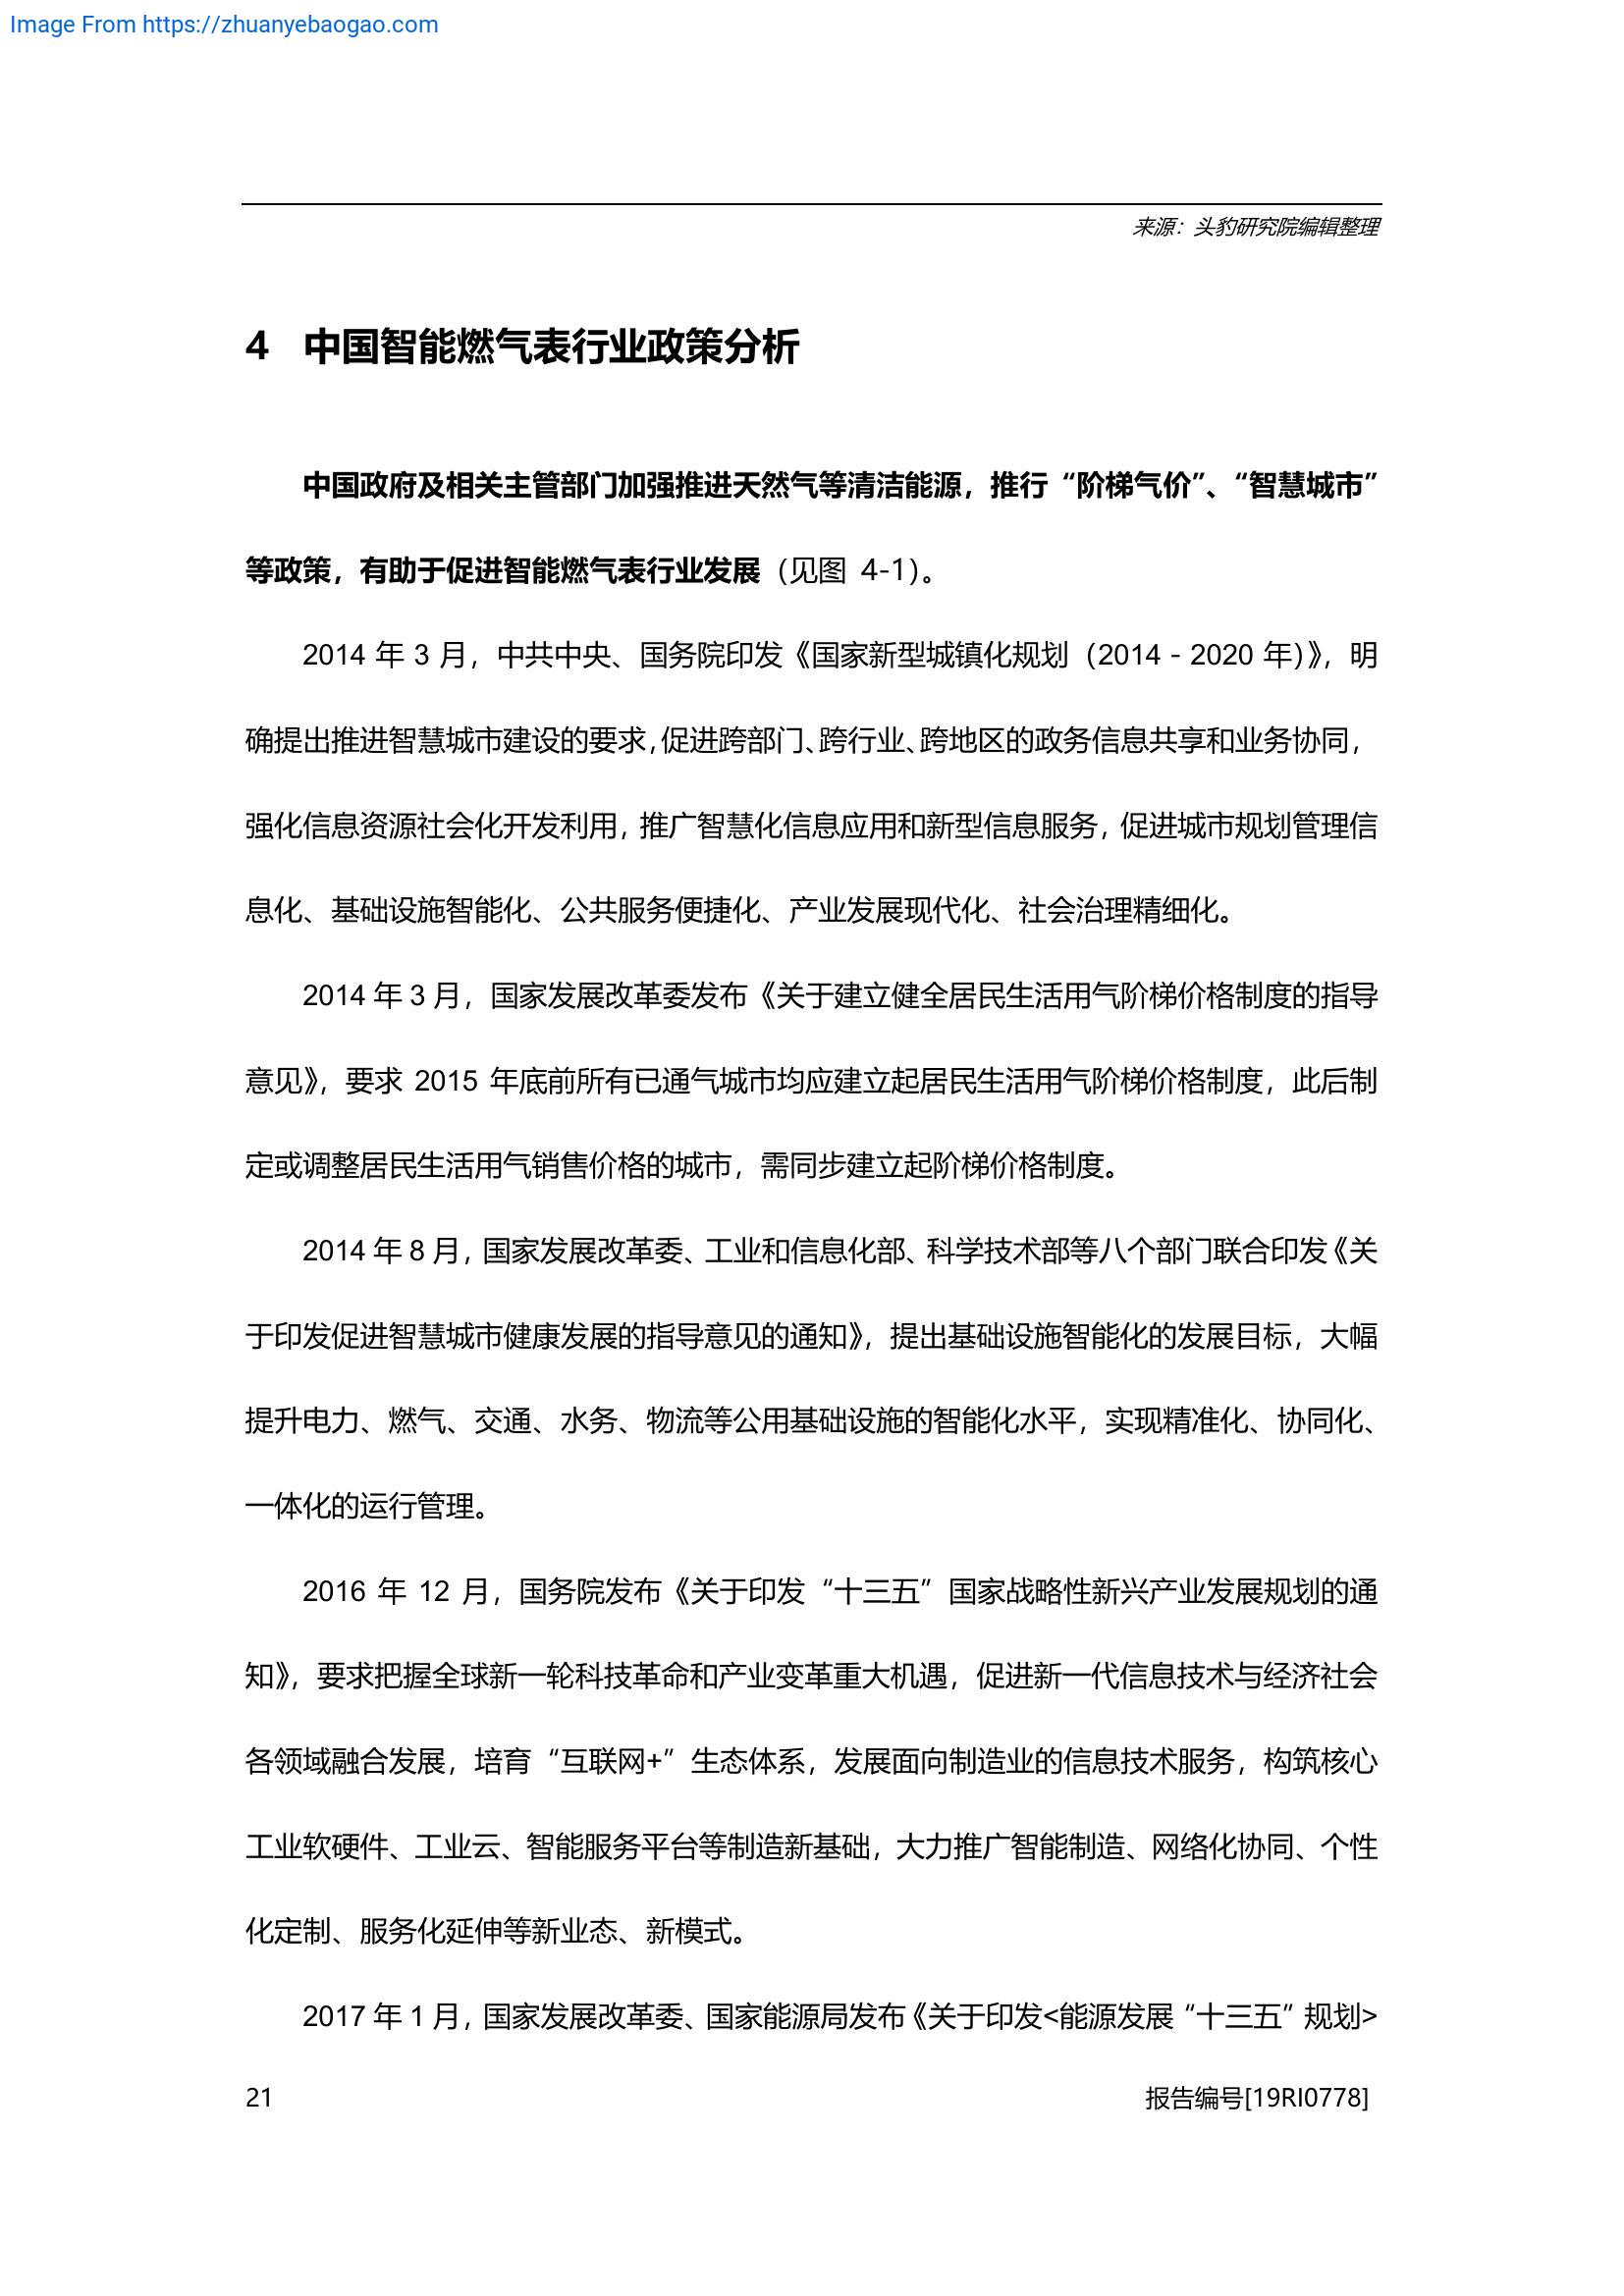 Image From https://zhuanyebaogao.com
来源：头豹研究院编辑整理
4 中国智能燃气表行业政策分析
中国政府及相关主管部门加强推进天然气等清洁能源，推行“阶梯气价”、“智慧城市”
等政策，有助于促进智能燃气表行业发展（见图 4-1）。
2014 年 3 月，中共中央、国务院印发《国家新型城镇化规划（2014 - 2020 年）》，明
确提出推进智慧城市建设的要求，促进跨部门、跨行业、跨地区的政务信息共享和业务协同，
强化信息资源社会化开发利用，推广智慧化信息应用和新型信息服务，促进城市规划管理信
息化、基础设施智能化、公共服务便捷化、产业发展现代化、社会治理精细化。
2014 年 3 月，国家发展改革委发布《关于建立健全居民生活用气阶梯价格制度的指导
意见》，要求 2015 年底前所有已通气城市均应建立起居民生活用气阶梯价格制度，此后制
定或调整居民生活用气销售价格的城市，需同步建立起阶梯价格制度。
2014 年 8 月，国家发展改革委、工业和信息化部、科学技术部等八个部门联合印发《关
于印发促进智慧城市健康发展的指导意见的通知》，提出基础设施智能化的发展目标，大幅
提升电力、燃气、交通、水务、物流等公用基础设施的智能化水平，实现精准化、协同化、
一体化的运行管理。
2016 年 12 月，国务院发布《关于印发“十三五”国家战略性新兴产业发展规划的通
知》，要求把握全球新一轮科技革命和产业变革重大机遇，促进新一代信息技术与经济社会
各领域融合发展，培育“互联网+”生态体系，发展面向制造业的信息技术服务，构筑核心
工业软硬件、工业云、智能服务平台等制造新基础，大力推广智能制造、网络化协同、个性
化定制、服务化延伸等新业态、新模式。
2017 年 1 月，国家发展改革委、国家能源局发布《关于印发<能源发展“十三五”规划>
21 报告编号[19RI0778]